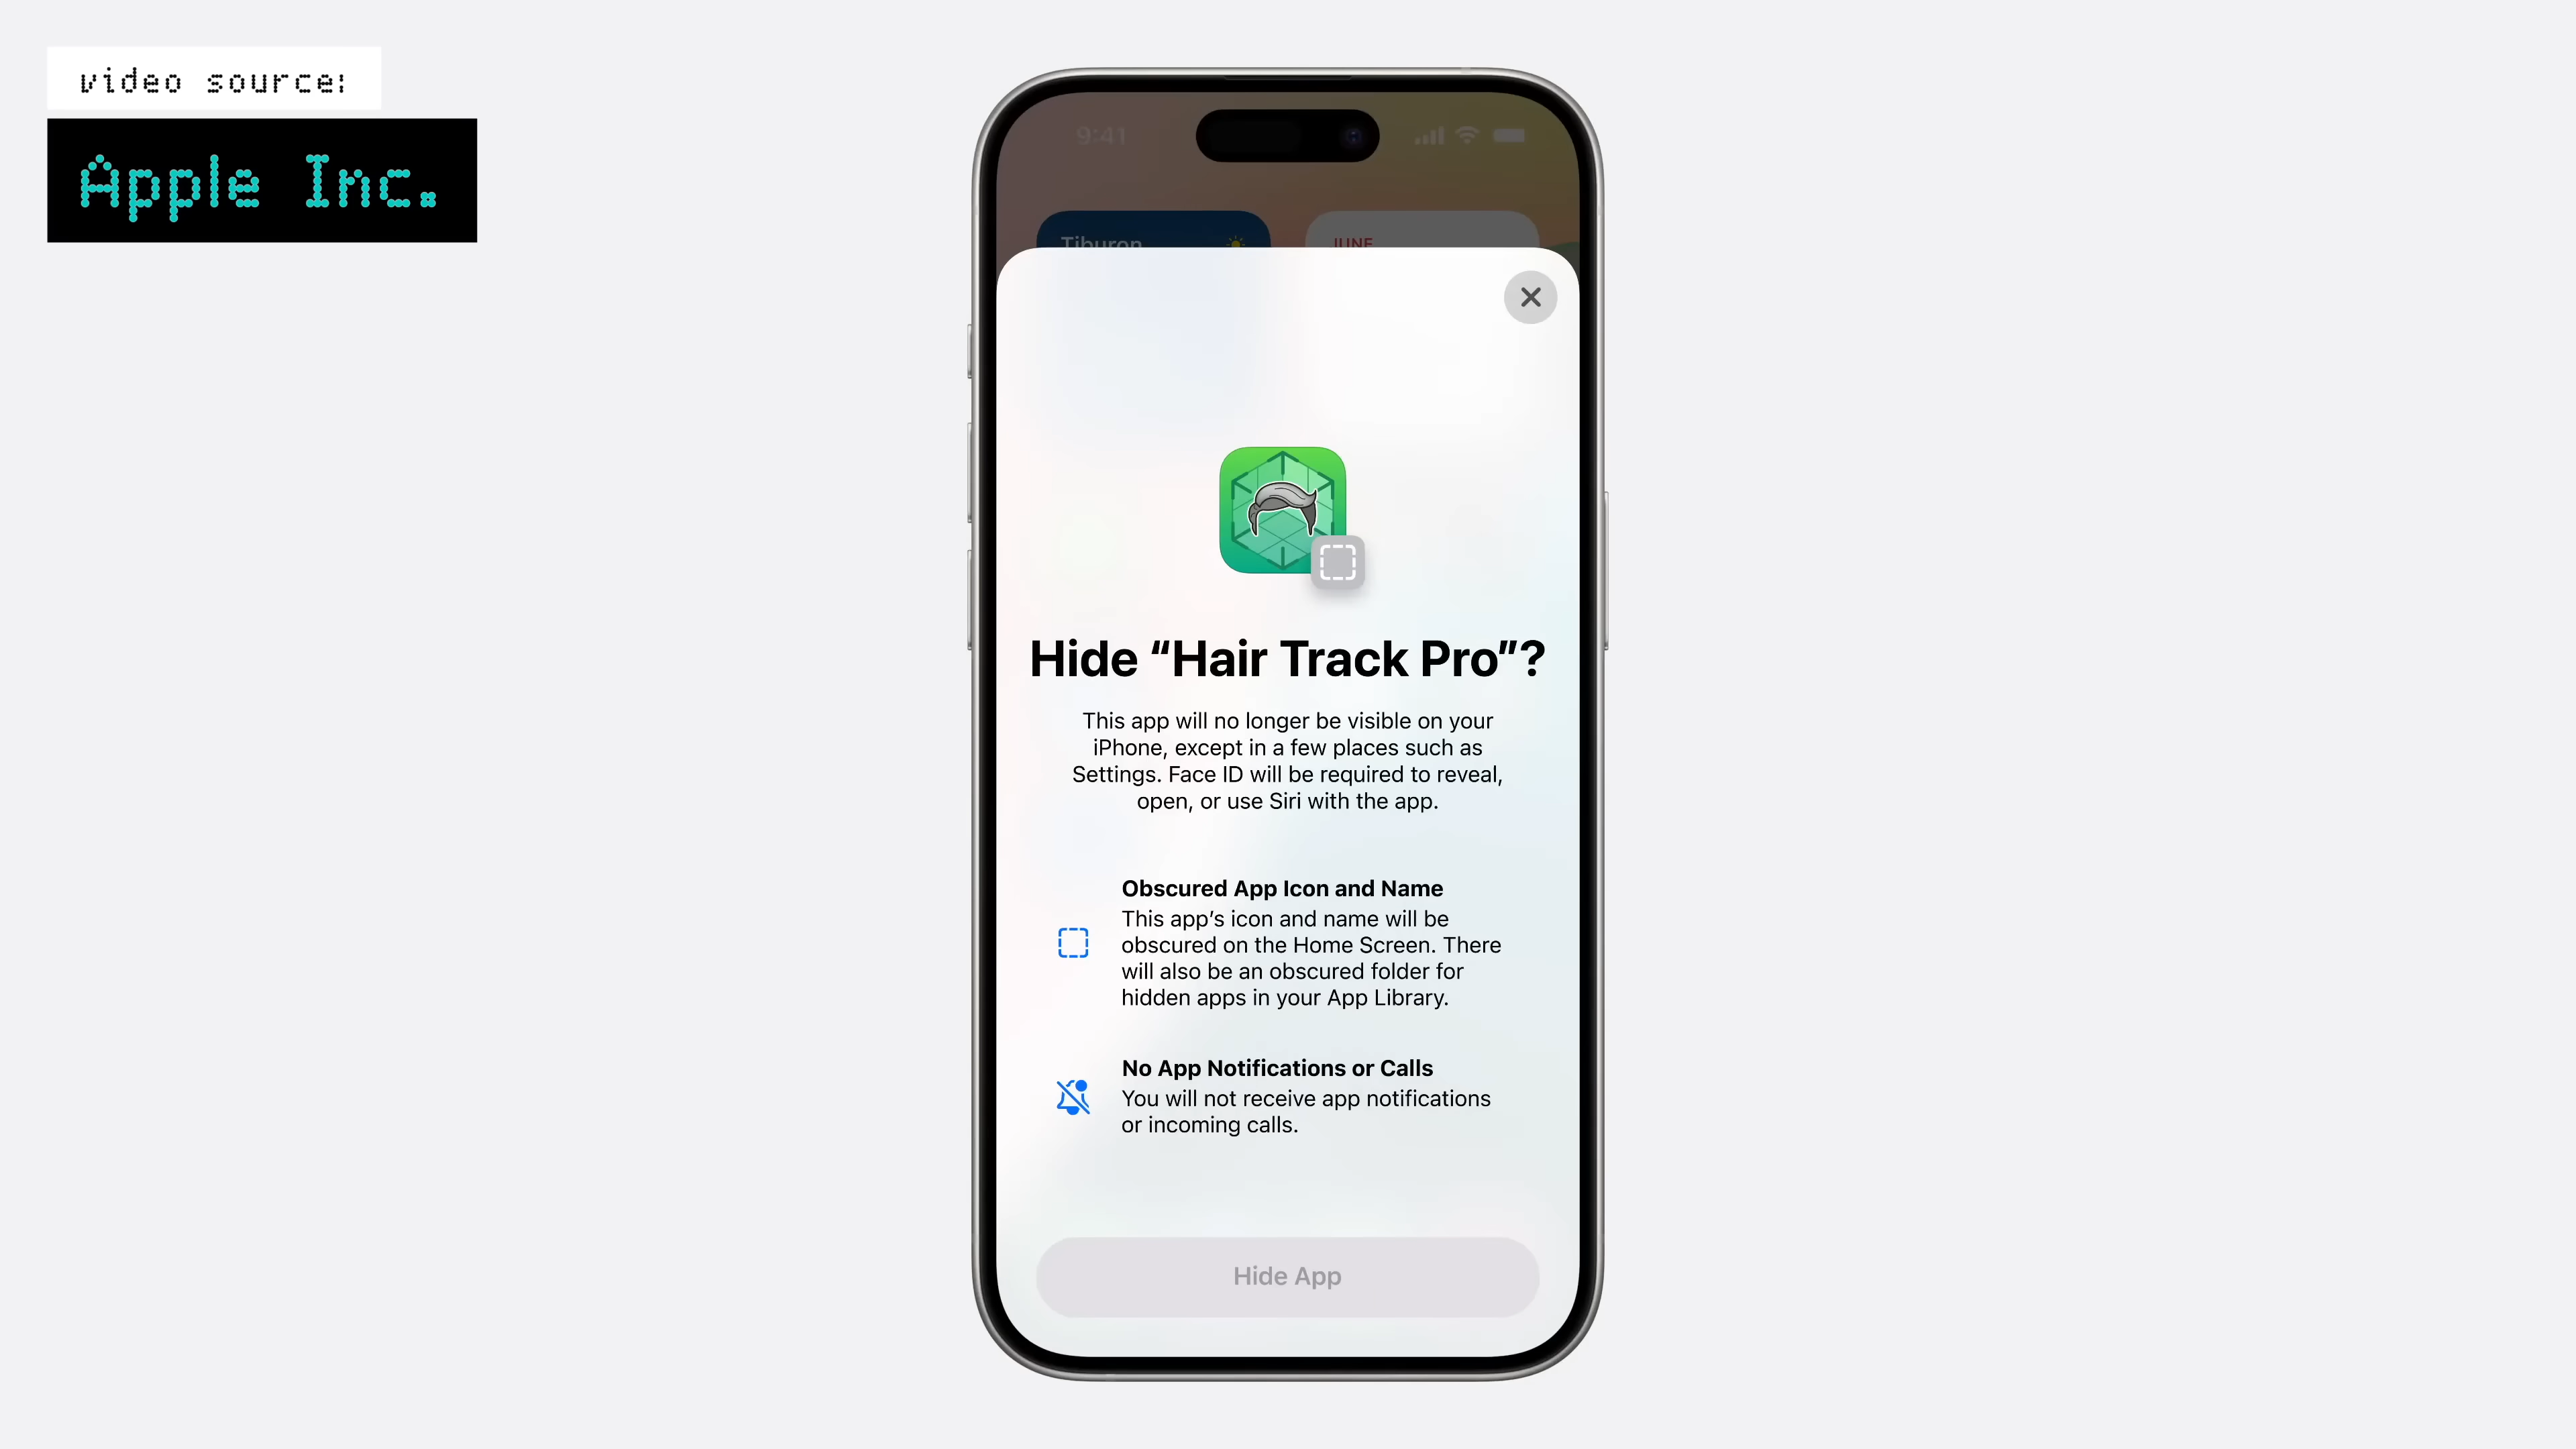 video source:
Apple Inc.
9:41
Tiburon
JUNE
Hide “Hair Track Pro”?
This app will no longer be visible on your
iPhone, except in a few places such as
Settings. Face ID will be required to reveal,
open, or use Siri with the app.
Obscured App Icon and Name
This app’s icon and name will be
obscured on the Home Screen. There
will also be an obscured folder for
hidden apps in your App Library.
No App Notifications or Calls
You will not receive app notifications
or incoming calls.
Hide App